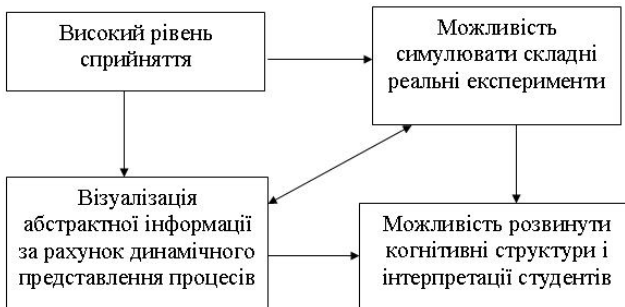 Високий рівень
сприйняття
Можливість
симулювати складні
реальні експерименти
Візуалізація
абстрактної інформації
за рахунок динамічного
представлення процесів
Можливість розвинути
когнітивні структури і
інтерпретації студентів